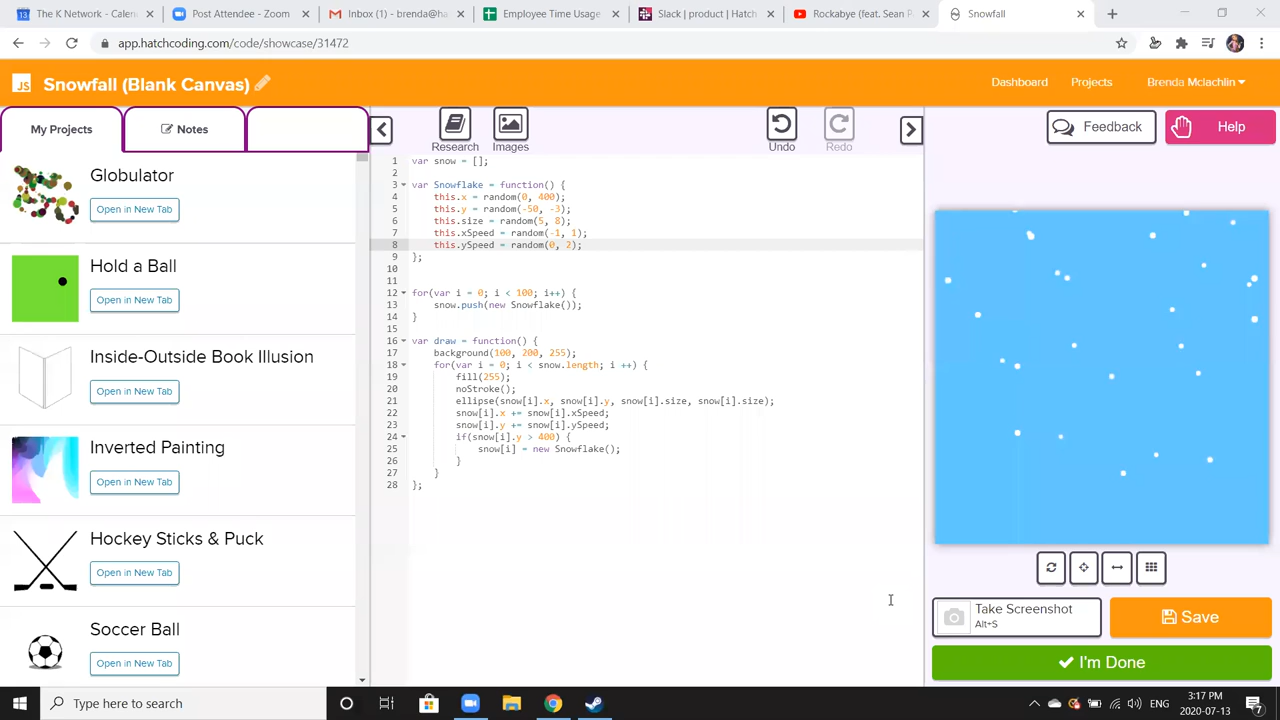 The K Network - Calera
Post Attendee - Zoom
Inbox (1) - brenda@ha
Employee Time Usage
Slack | product | Hatch
Rockabye (feat. Sean P
Snowfall
app.hatchcoding.com/code/showcase/31472
JS Snowfall (Blank Canvas)
Dashboard
Projects
Brenda Mclachlin
My Projects
Notes
Research
Images
Undo
Redo
Feedback
Help
Globulator
Open in New Tab
Hold a Ball
Open in New Tab
Inside-Outside Book Illusion
Open in New Tab
Inverted Painting
Open in New Tab
Hockey Sticks & Puck
Open in New Tab
Soccer Ball
Open in New Tab
1 var snow = [];
2
3 var Snowflake = function() {
4 this.x = random(0, 400);
5 this.y = random(-50, -3);
6 this.size = random(5, 8);
7 this.xSpeed = random(-1, 1);
8 this.ySpeed = random(0, 2);
9 };
10
11
12 for(var i = 0; i < 100; i++) {
13 snow.push(new Snowflake());
14 }
15
16 var draw = function() {
17 background(100, 200, 255);
18 for(var i = 0; i < snow.length; i ++) {
19 fill(255);
20 noStroke();
21 ellipse(snow[i].x, snow[i].y, snow[i].size, snow[i].size);
22 snow[i].x += snow[i].xSpeed;
23 snow[i].y += snow[i].ySpeed;
24 if(snow[i].y > 400) {
25 snow[i] = new Snowflake();
26 }
27 }
28 };
Take Screenshot
Alt+S
Save
I'm Done
Type here to search
ENG
3:17 PM
2020-07-13
7